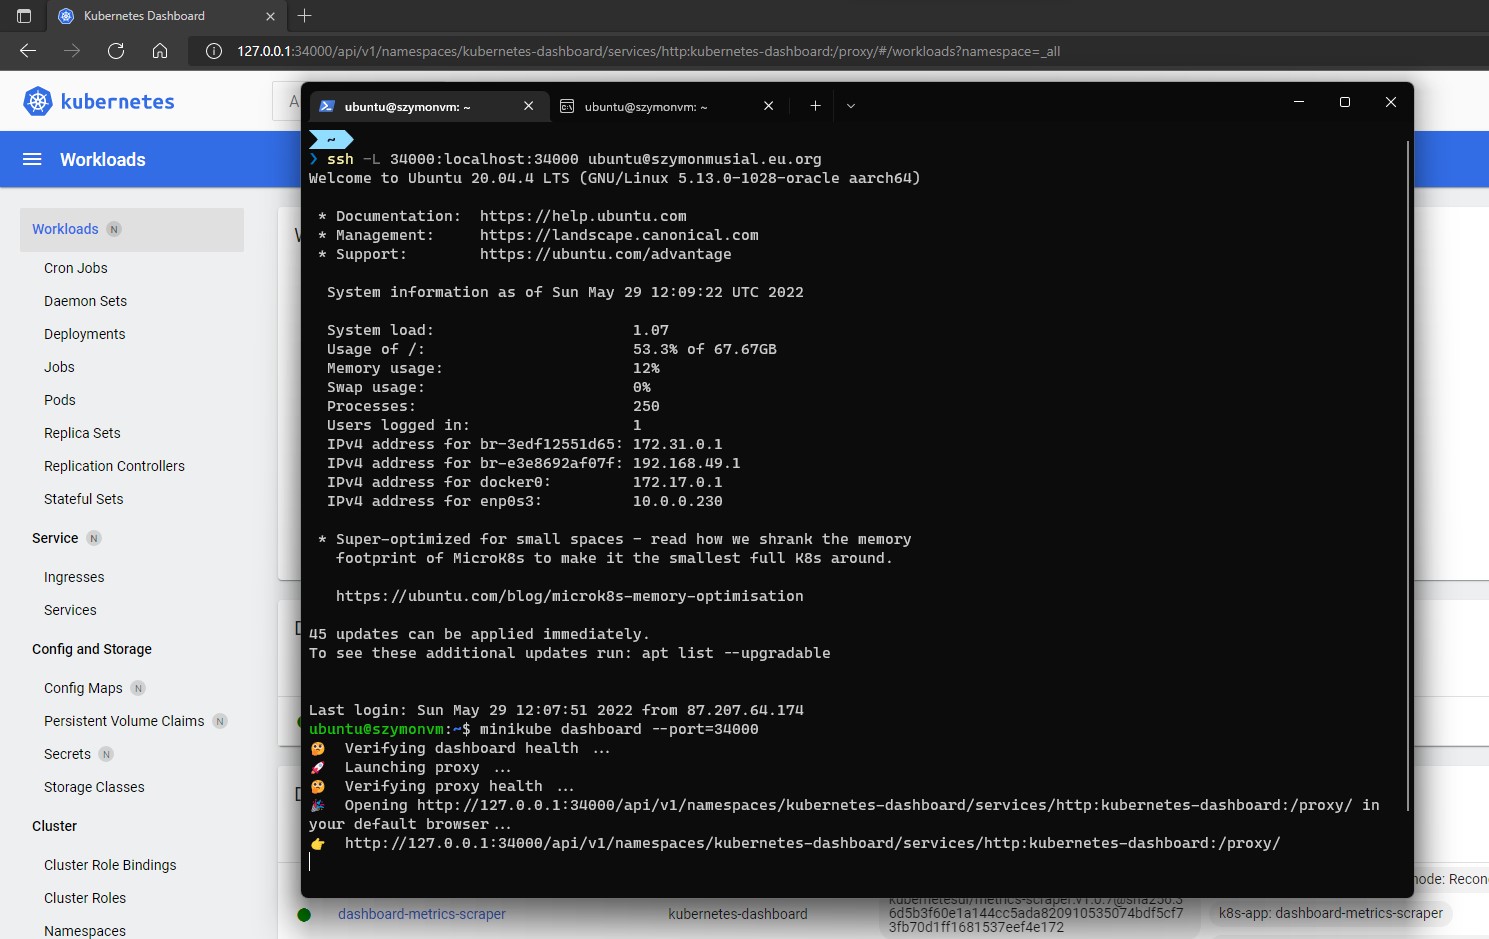 Kubernetes Dashboard
127.0.0.1:34000/api/v1/namespaces/kubernetes-dashboard/services/http:kubernetes-dashboard:/proxy/#/workloads?namespace=_all
kubernetes
Workloads
Workloads N
Cron Jobs
Daemon Sets
Deployments
Jobs
Pods
Replica Sets
Replication Controllers
Stateful Sets
Service N
Ingresses
Services
Config and Storage
Config Maps N
Persistent Volume Claims N
Secrets N
Storage Classes
Cluster
Cluster Role Bindings
Cluster Roles
Namespaces
ubuntu@szymonvm: ~
ubuntu@szymonvm: ~
~
❯ ssh -L 34000:localhost:34000 ubuntu@szymonmusial.eu.org
Welcome to Ubuntu 20.04.4 LTS (GNU/Linux 5.13.0-1028-oracle aarch64)
* Documentation: https://help.ubuntu.com
* Management: https://landscape.canonical.com
* Support: https://ubuntu.com/advantage
System information as of Sun May 29 12:09:22 UTC 2022
System load: 1.07
Usage of /: 53.3% of 67.67GB
Memory usage: 12%
Swap usage: 0%
Processes: 250
Users logged in: 1
IPv4 address for br-3edf12551d65: 172.31.0.1
IPv4 address for br-e3e8692af07f: 192.168.49.1
IPv4 address for docker0: 172.17.0.1
IPv4 address for enp0s3: 10.0.0.230
* Super-optimized for small spaces - read how we shrank the memory
footprint of MicroK8s to make it the smallest full K8s around.
https://ubuntu.com/blog/microk8s-memory-optimisation
45 updates can be applied immediately.
To see these additional updates run: apt list --upgradable
Last login: Sun May 29 12:07:51 2022 from 87.207.64.174
ubuntu@szymonvm:~$ minikube dashboard --port=34000
🤔 Verifying dashboard health ...
🚀 Launching proxy ...
🤔 Verifying proxy health ...
🎉 Opening http://127.0.0.1:34000/api/v1/namespaces/kubernetes-dashboard/services/http:kubernetes-dashboard:/proxy/ in
your default browser...
👉 http://127.0.0.1:34000/api/v1/namespaces/kubernetes-dashboard/services/http:kubernetes-dashboard:/proxy/
node: Recon
dashboard-metrics-scraper
kubernetes-dashboard
kubernetesui/metrics-scraper:v1.0.7@sha256:3
6d5b3f60e1a144cc5ada820910535074bdf5cf7
3fb70d1ff1681537eef4e172
k8s-app: dashboard-metrics-scraper